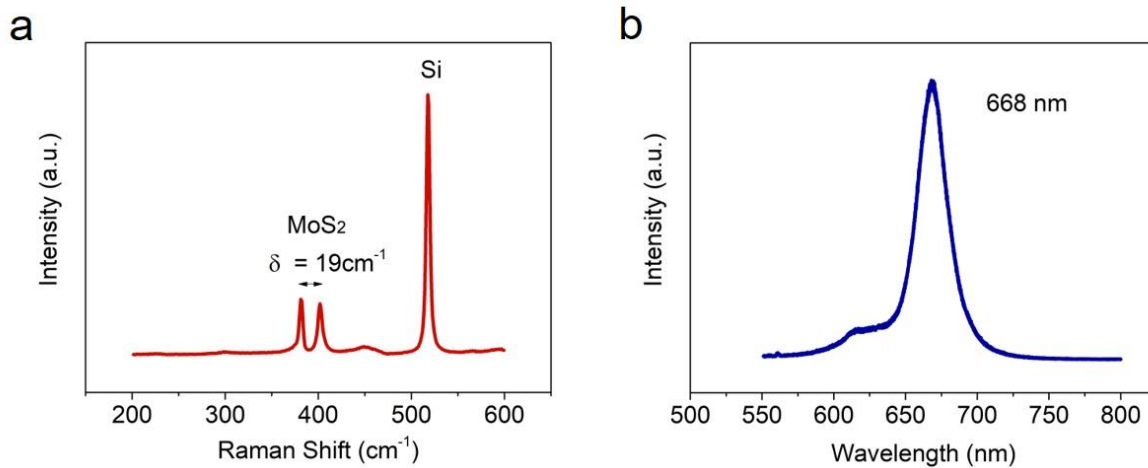 a
Intensity (a.u.)
Si
MoS2
δ = 19cm-1
200 300 400 500 600
Raman Shift (cm-1)
b
Intensity (a.u.)
668 nm
500 550 600 650 700 750 800
Wavelength (nm)